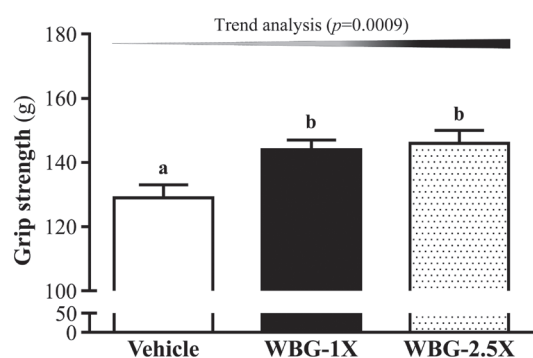 Trend analysis (p=0.0009)
Grip strength (g)
180
160
140
120
100
50
0
a
b
b
Vehicle
WBG-1X
WBG-2.5X